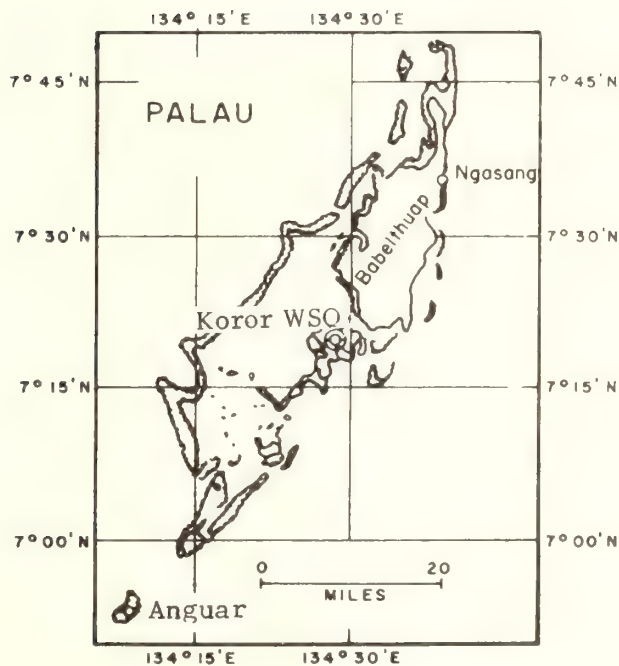 134° 15' E 134° 30' E
7° 45' N 7° 45' N
PALAU
Ngasang
Babelthuap
7° 30' N 7° 30' N
Koror WSO
7° 15' N 7° 15' N
7° 00' N 7° 00' N
0 20
MILES
Anguar
134° 15' E 134° 30' E